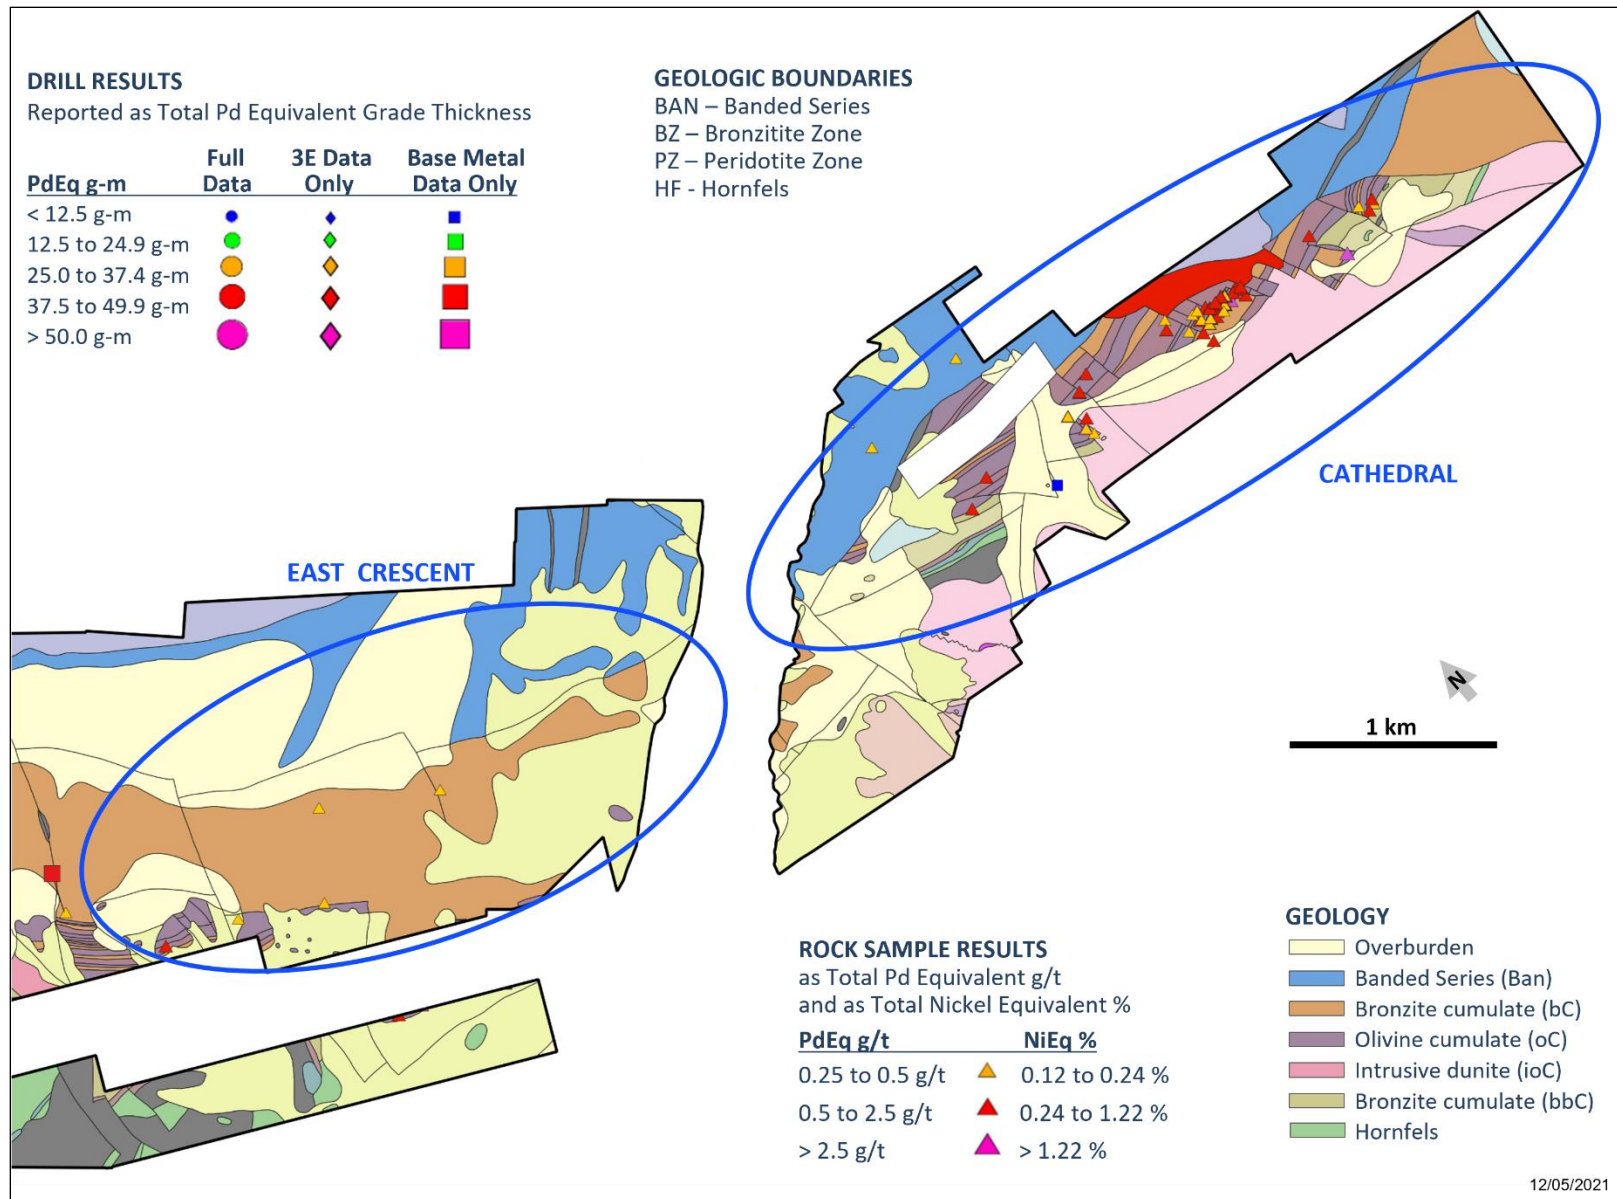 DRILL RESULTS
Reported as Total Pd Equivalent Grade Thickness
PdEq g-m Full Data 3E Data Only Base Metal Data Only
< 12.5 g-m
12.5 to 24.9 g-m
25.0 to 37.4 g-m
37.5 to 49.9 g-m
> 50.0 g-m
GEOLOGIC BOUNDARIES
BAN – Banded Series
BZ – Bronzitite Zone
PZ – Peridotite Zone
HF - Hornfels
CATHEDRAL
EAST CRESCENT
N
1 km
ROCK SAMPLE RESULTS
as Total Pd Equivalent g/t
and as Total Nickel Equivalent %
PdEq g/t NiEq %
0.25 to 0.5 g/t 0.12 to 0.24 %
0.5 to 2.5 g/t 0.24 to 1.22 %
> 2.5 g/t > 1.22 %
GEOLOGY
Overburden
Banded Series (Ban)
Bronzite cumulate (bC)
Olivine cumulate (oC)
Intrusive dunite (ioC)
Bronzite cumulate (bbC)
Hornfels
12/05/2021